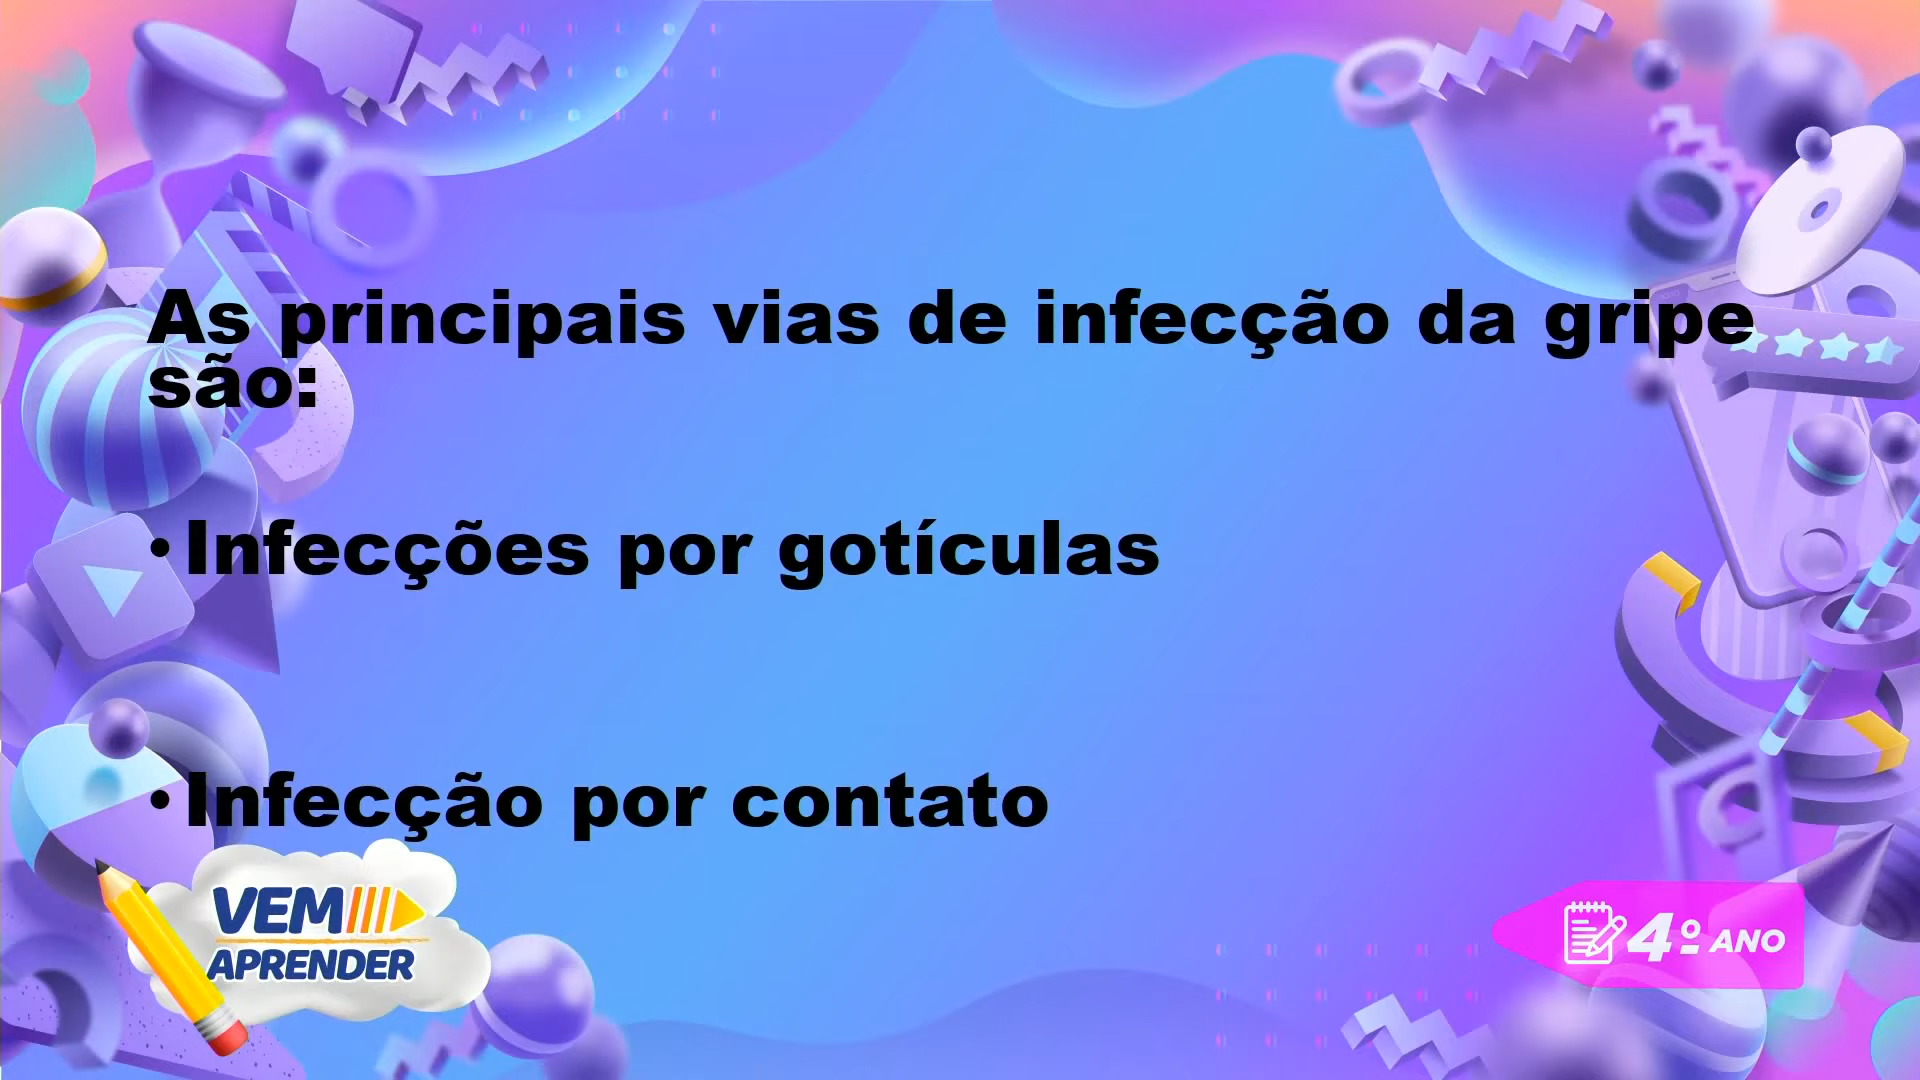 As principais vias de infecção da gripe
são:
• Infecções por gotículas
• Infecção por contato
VEM
APRENDER
4º ANO